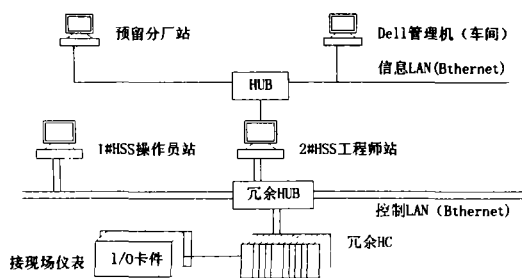 预留分厂站
Dell管理机（车间）
信息LAN(Bthernet)
HUB
1#HSS操作员站
2#HSS工程师站
冗余HUB
控制LAN（Bthernet）
冗余HC
接现场仪表
I/O卡件